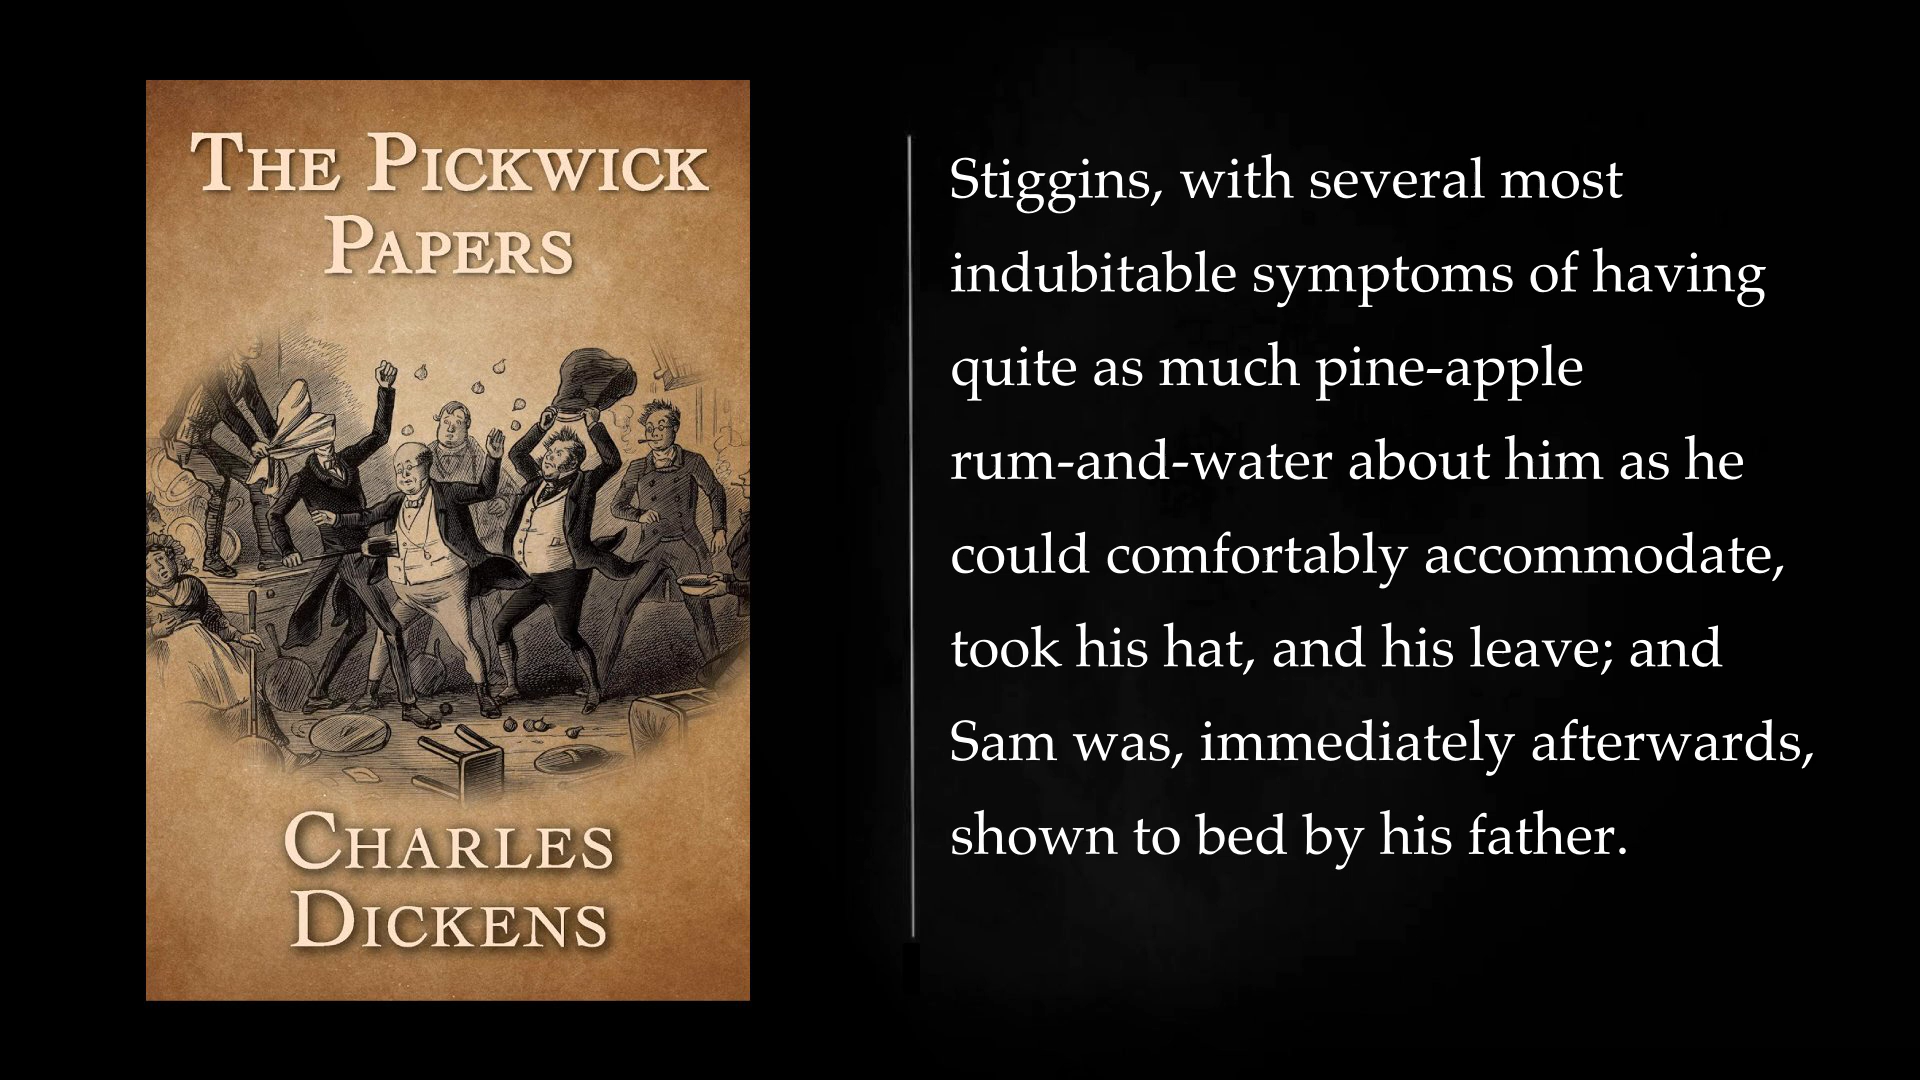 THE PICKWICK
PAPERS
CHARLES
DICKENS
Stiggins, with several most
indubitable symptoms of having
quite as much pine-apple
rum-and-water about him as he
could comfortably accommodate,
took his hat, and his leave; and
Sam was, immediately afterwards,
shown to bed by his father.